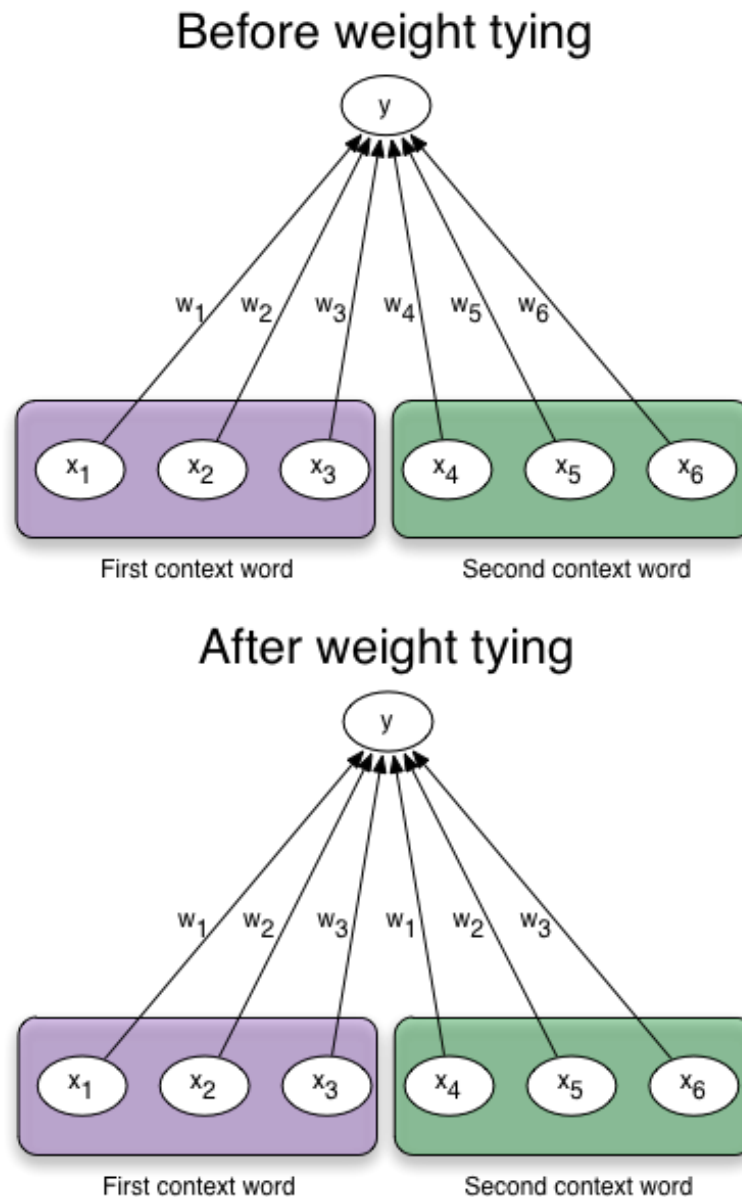 Before weight tying
y
w1 w2 w3 w4 w5 w6
x1 x2 x3 x4 x5 x6
First context word Second context word
After weight tying
y
w1 w2 w3 w1 w2 w3
x1 x2 x3 x4 x5 x6
First context word Second context word